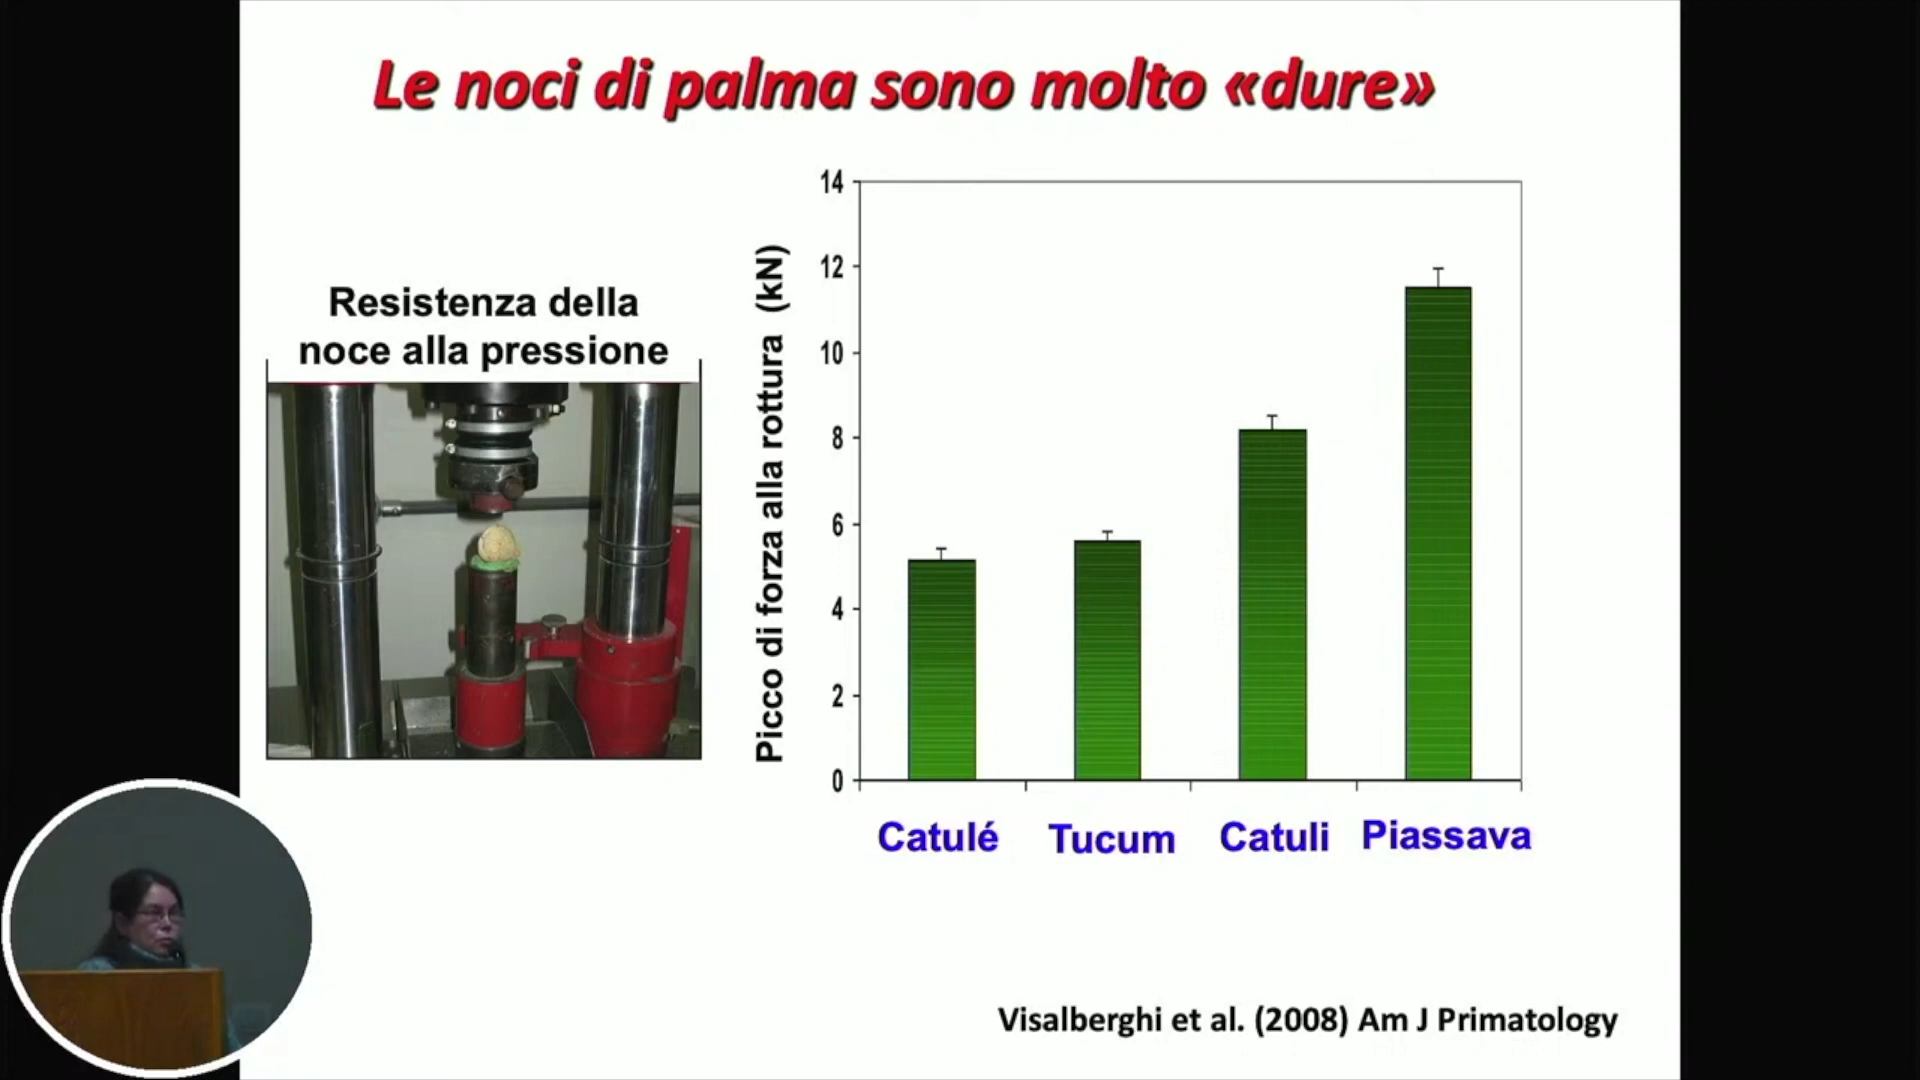 Le noci di palma sono molto «dure»
Resistenza della
noce alla pressione
Picco di forza alla rottura (kN)
14
12
10
8
6
4
2
0
Catulé Tucum Catuli Piassava
Visalberghi et al. (2008) Am J Primatology